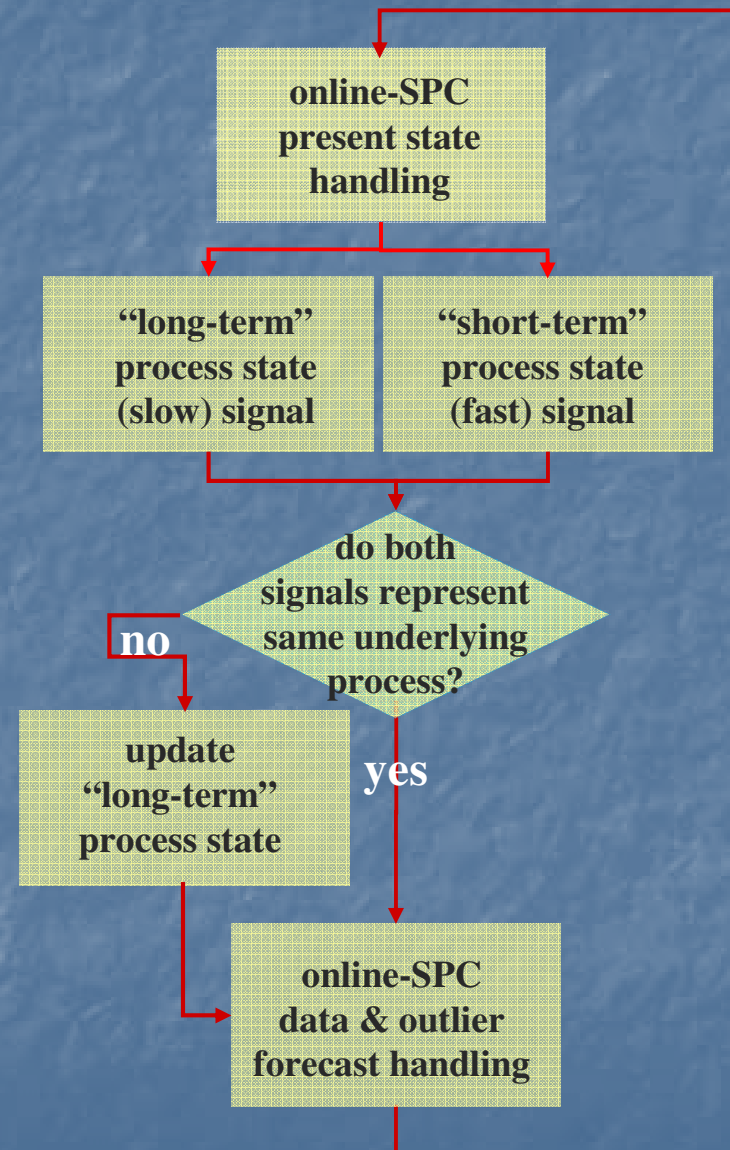 online-SPC
present state
handling
“long-term”
process state
(slow) signal
“short-term”
process state
(fast) signal
do both
signals represent
same underlying
process?
no
update
“long-term”
process state
yes
online-SPC
data & outlier
forecast handling